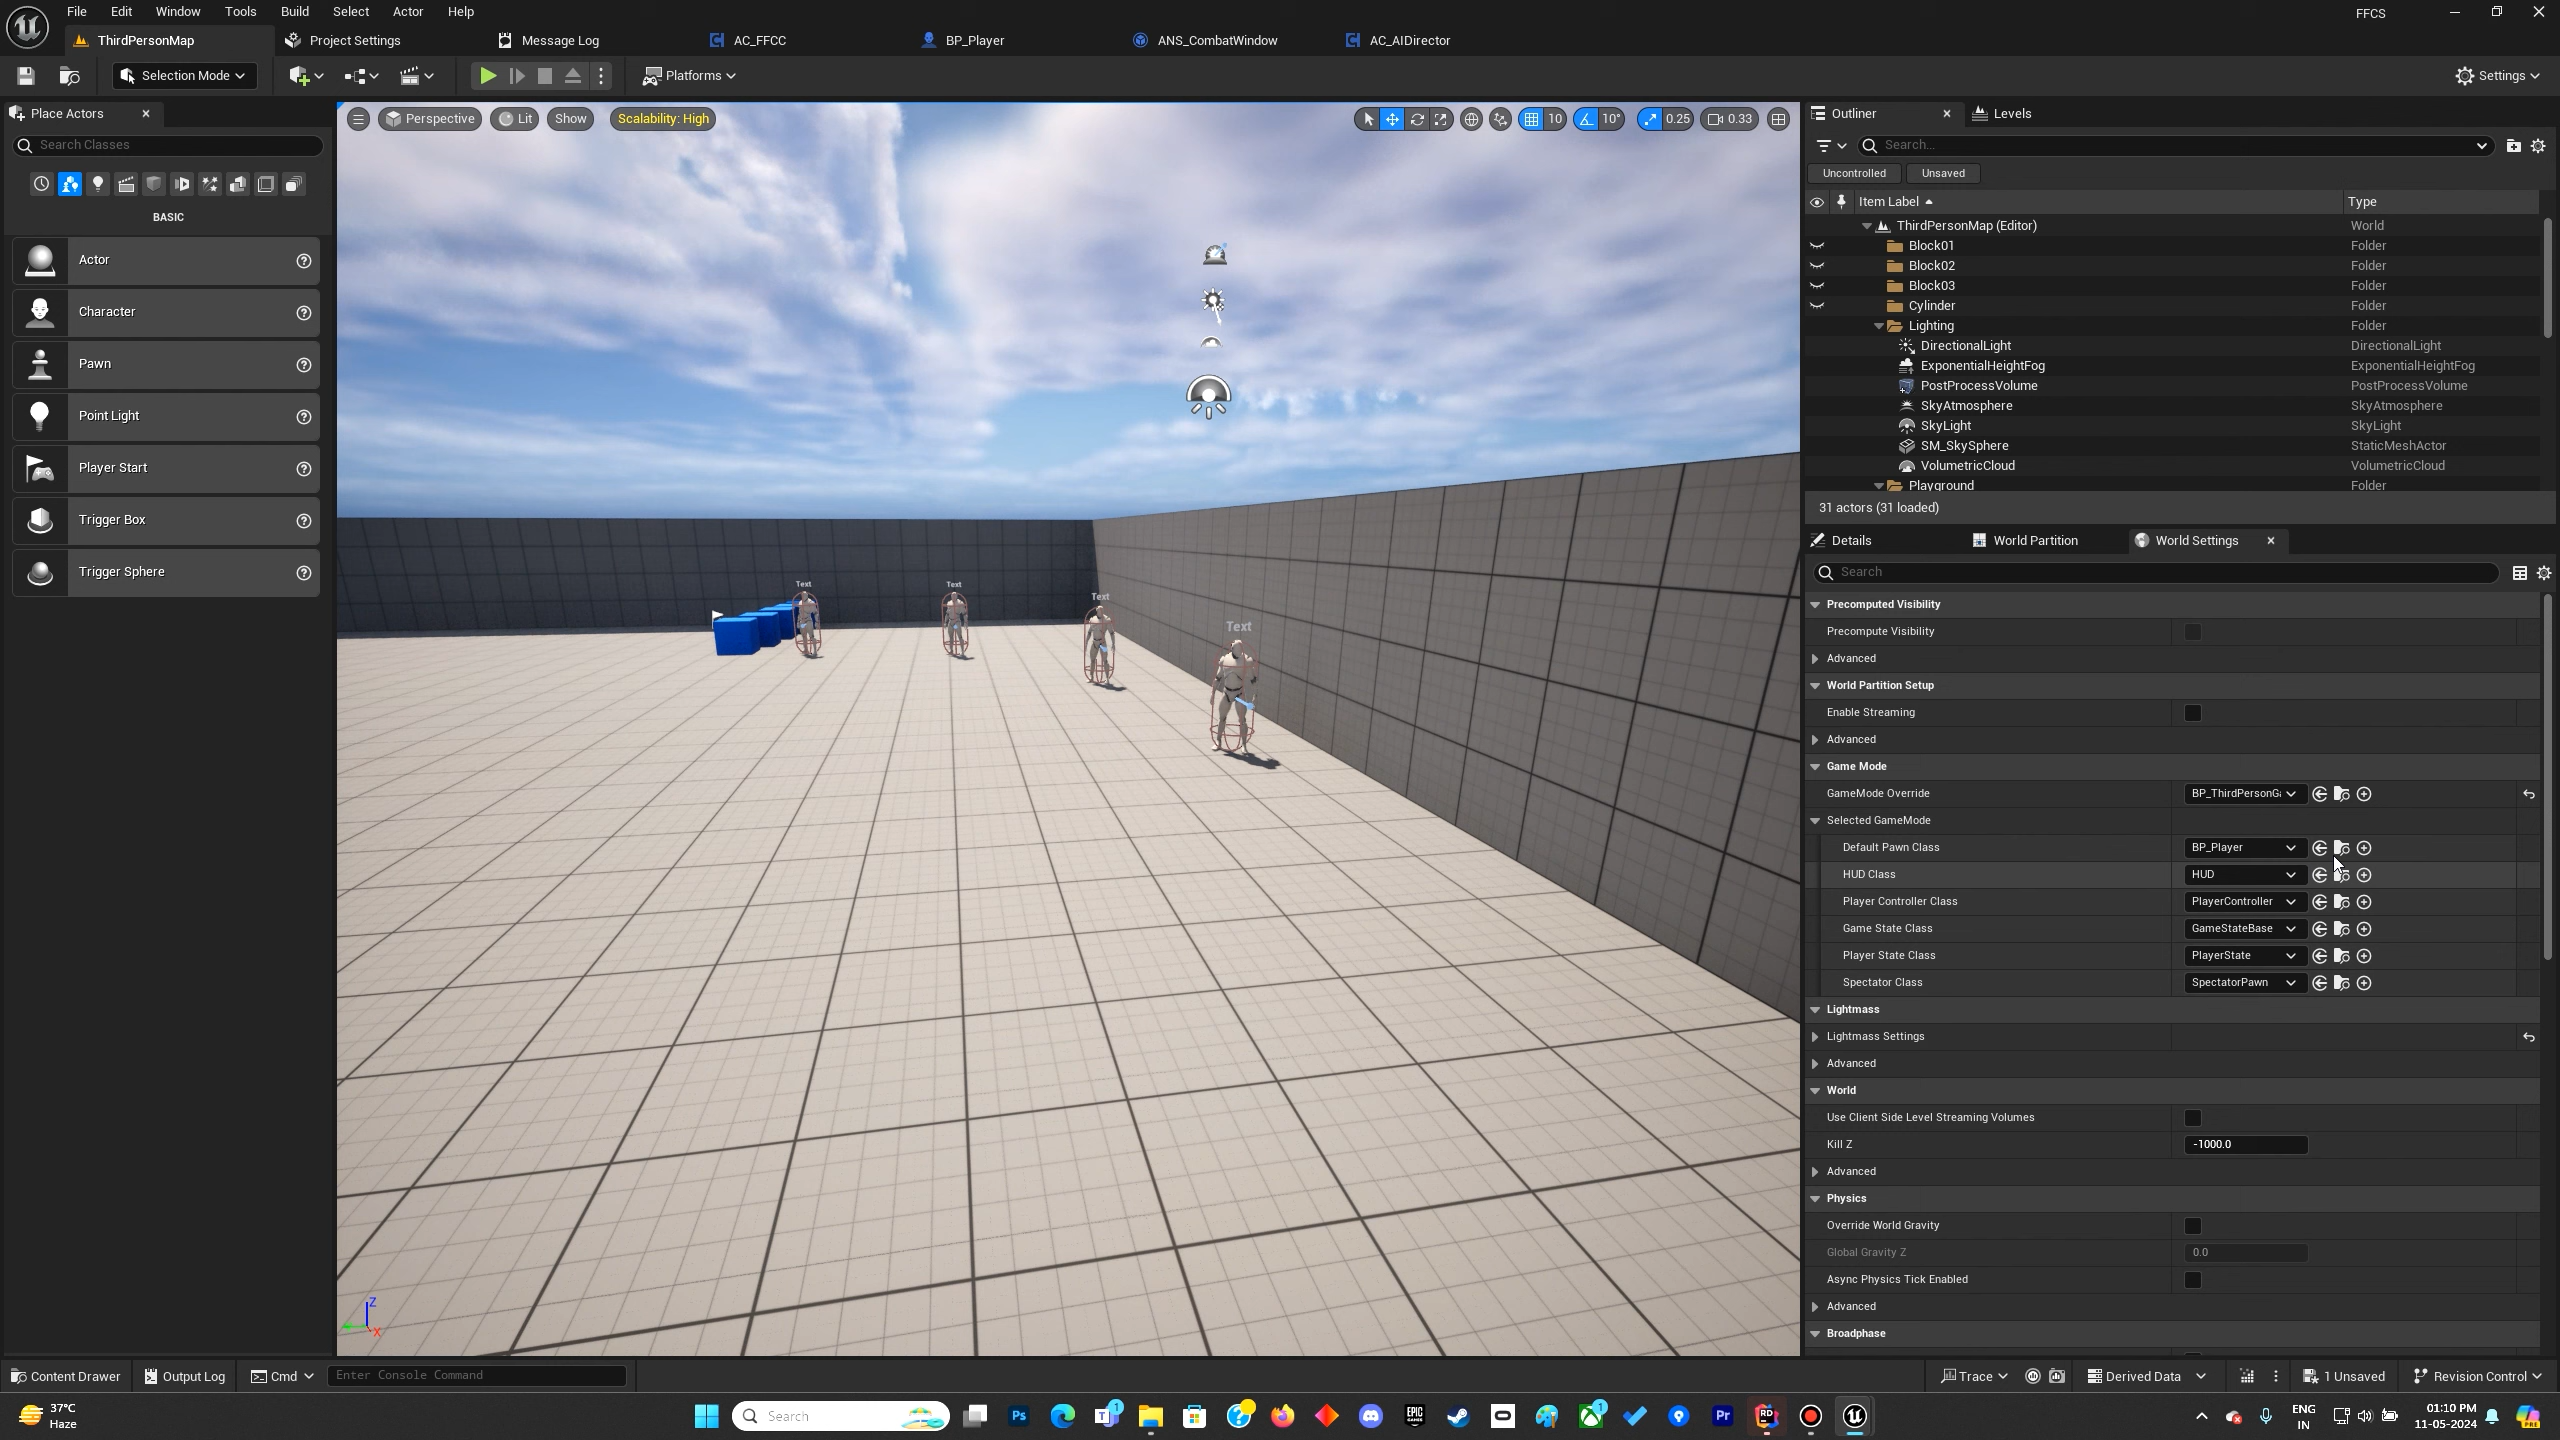 File Edit Window Tools Build Select Actor Help
FFCS
ThirdPersonMap Project Settings Message Log AC_FFCC BP_Player ANS_CombatWindow AC_AIDirector
Selection Mode Platforms Settings
Place Actors
Search Classes
BASIC
Actor
Character
Pawn
Point Light
Player Start
Trigger Box
Trigger Sphere
Perspective Lit Show Scalability: High 10 10° 0.25 0.33
Text
Text
Text
Text
Z
X
Outliner Levels
Search...
Uncontrolled Unsaved
Item Label Type
ThirdPersonMap (Editor) World
Block01 Folder
Block02 Folder
Block03 Folder
Cylinder Folder
Lighting Folder
DirectionalLight DirectionalLight
ExponentialHeightFog ExponentialHeightFog
PostProcessVolume PostProcessVolume
SkyAtmosphere SkyAtmosphere
SkyLight SkyLight
SM_SkySphere StaticMeshActor
VolumetricCloud VolumetricCloud
Playground Folder
31 actors (31 loaded)
Details World Partition World Settings
Search
Precomputed Visibility
Precompute Visibility
Advanced
World Partition Setup
Enable Streaming
Advanced
Game Mode
GameMode Override BP_ThirdPersonGa
Selected GameMode
Default Pawn Class BP_Player
HUD Class HUD
Player Controller Class PlayerController
Game State Class GameStateBase
Player State Class PlayerState
Spectator Class SpectatorPawn
Lightmass
Lightmass Settings
Advanced
World
Use Client Side Level Streaming Volumes
Kill Z -1000.0
Advanced
Physics
Override World Gravity
Global Gravity Z 0.0
Async Physics Tick Enabled
Advanced
Broadphase
Content Drawer Output Log Cmd Enter Console Command Trace Derived Data 1 Unsaved Revision Control
37°C
Haze
Search
Ps
1
EPIC GAMES
1
Pr
RD
ENG
IN
01:10 PM
11-05-2024
PRE